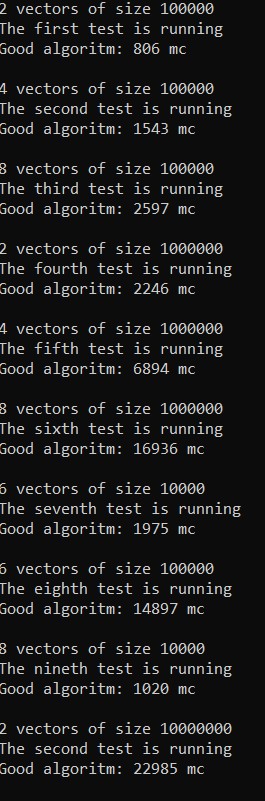 2 vectors of size 100000
The first test is running
Good algoritm: 806 mc
4 vectors of size 100000
The second test is running
Good algoritm: 1543 mc
8 vectors of size 100000
The third test is running
Good algoritm: 2597 mc
2 vectors of size 1000000
The fourth test is running
Good algoritm: 2246 mc
4 vectors of size 1000000
The fifth test is running
Good algoritm: 6894 mc
8 vectors of size 1000000
The sixth test is running
Good algoritm: 16936 mc
6 vectors of size 10000
The seventh test is running
Good algoritm: 1975 mc
6 vectors of size 100000
The eighth test is running
Good algoritm: 14897 mc
8 vectors of size 10000
The nineth test is running
Good algoritm: 1020 mc
2 vectors of size 10000000
The second test is running
Good algoritm: 22985 mc